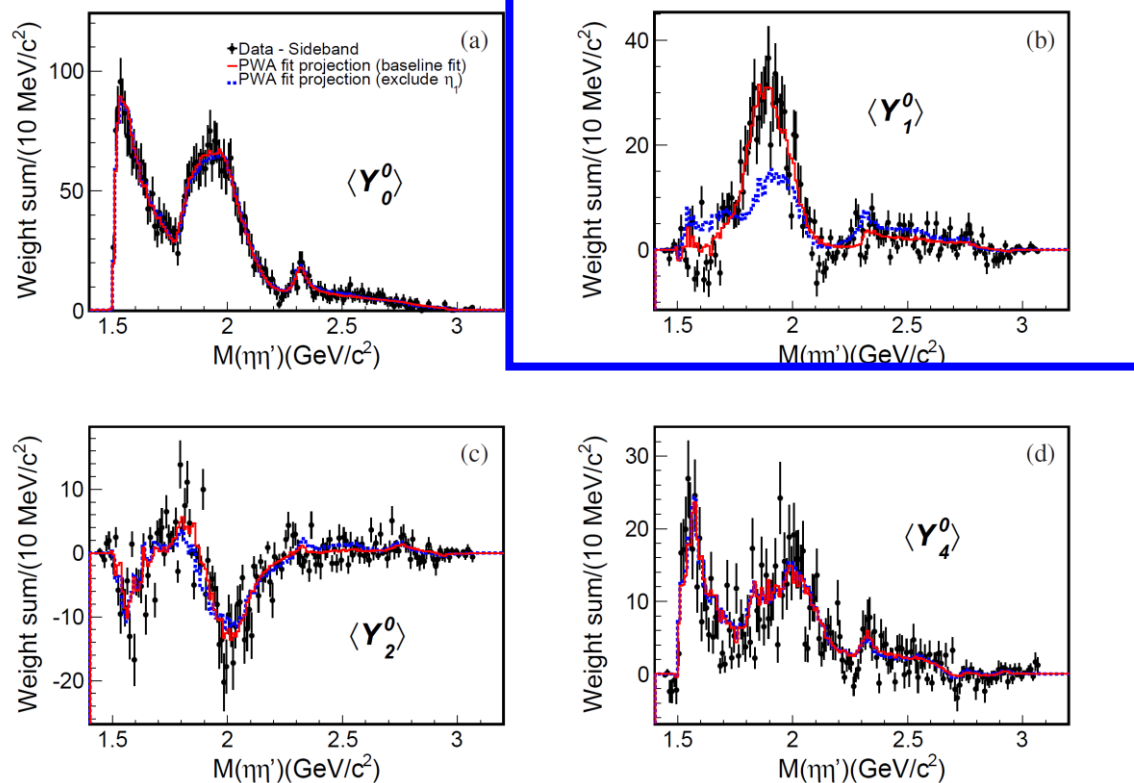 (a)
Data - Sideband
PWA fit projection (baseline fit)
PWA fit projection (exclude η₁)
⟨Y⁰₀⟩
Weight sum/(10 MeV/c²)
100
50
0
1.5 2 2.5 3
M(ηη')(GeV/c²)
(b)
⟨Y⁰₁⟩
Weight sum/(10 MeV/c²)
40
20
0
1.5 2 2.5 3
M(ηη')(GeV/c²)
(c)
⟨Y⁰₂⟩
Weight sum/(10 MeV/c²)
10
0
-10
-20
1.5 2 2.5 3
M(ηη')(GeV/c²)
(d)
⟨Y⁰₄⟩
Weight sum/(10 MeV/c²)
30
20
10
0
1.5 2 2.5 3
M(ηη')(GeV/c²)